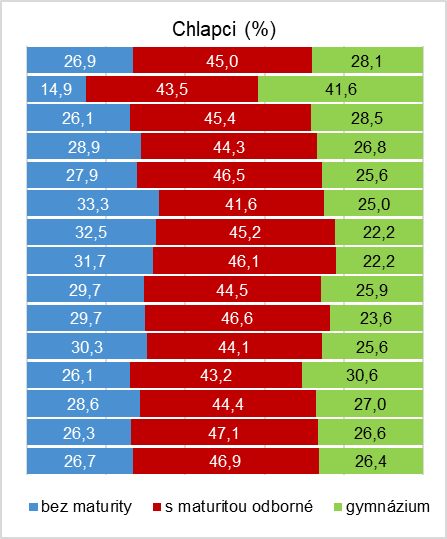 Chlapci (%)
26,9 45,0 28,1
14,9 43,5 41,6
26,1 45,4 28,5
28,9 44,3 26,8
27,9 46,5 25,6
33,3 41,6 25,0
32,5 45,2 22,2
31,7 46,1 22,2
29,7 44,5 25,9
29,7 46,6 23,6
30,3 44,1 25,6
26,1 43,2 30,6
28,6 44,4 27,0
26,3 47,1 26,6
26,7 46,9 26,4
bez maturity s maturitou odborné gymnázium